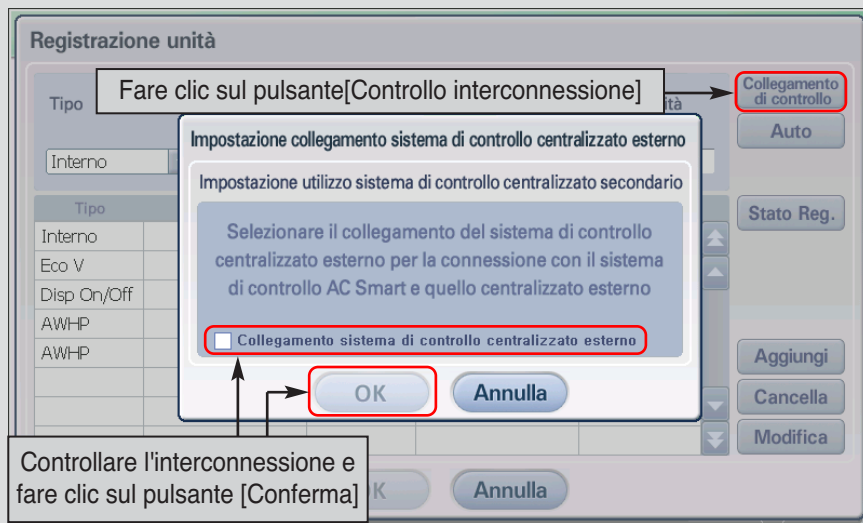 Registrazione unità
Fare clic sul pulsante[Controllo interconnessione]
Collegamento
di controllo
Tipo
ità
Auto
Impostazione collegamento sistema di controllo centralizzato esterno
Interno
Impostazione utilizzo sistema di controllo centralizzato secondario
Tipo
Stato Reg.
Selezionare il collegamento del sistema di controllo
centralizzato esterno per la connessione con il sistema
di controllo AC Smart e quello centralizzato esterno
Interno
Eco V
Disp On/Off
AWHP
AWHP
Collegamento sistema di controllo centralizzato esterno
Aggiungi
OK
Annulla
Cancella
Modifica
Controllare l'interconnessione e
fare clic sul pulsante [Conferma]
K
Annulla